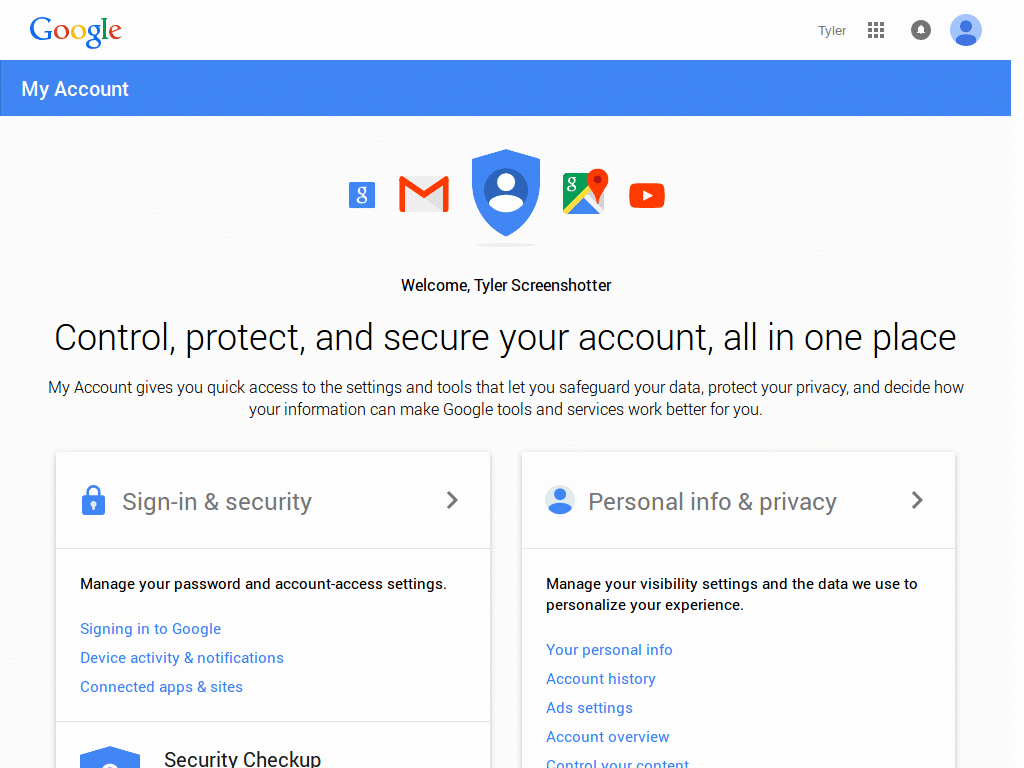 Google
Tyler
My Account
g
g
Welcome, Tyler Screenshotter
Control, protect, and secure your account, all in one place
My Account gives you quick access to the settings and tools that let you safeguard your data, protect your privacy, and decide how
your information can make Google tools and services work better for you.
Sign-in & security
Manage your password and account-access settings.
Signing in to Google
Device activity & notifications
Connected apps & sites
Security Checkup
Personal info & privacy
Manage your visibility settings and the data we use to
personalize your experience.
Your personal info
Account history
Ads settings
Account overview
Control your content